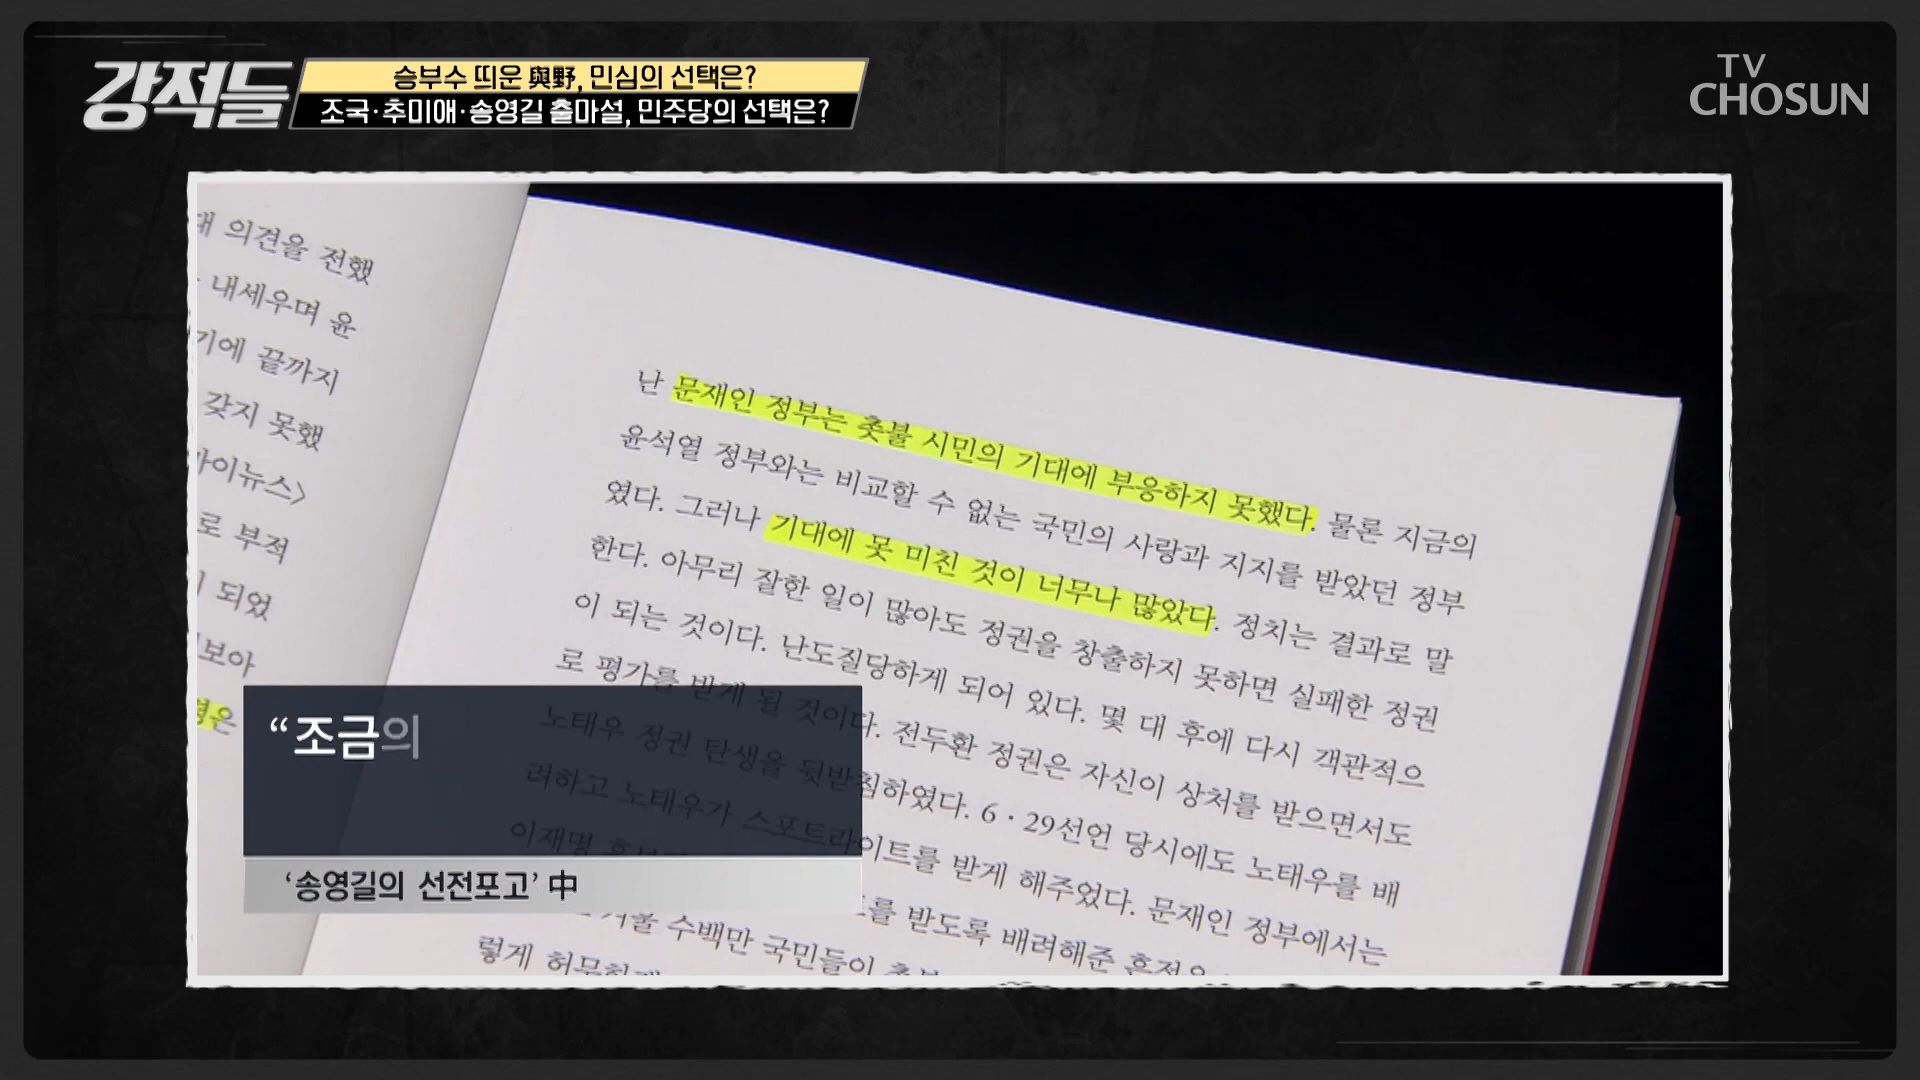 강적들
승부수 띄운 與野, 민심의 선택은?
조국·추미애·송영길 출마설, 민주당의 선택은?
TV
CHOSUN
의견을 전했
내세우며 윤
기에 끝까지
갖지 못했
이뉴스>
로 부적
되었
보아
은
난 문재인 정부는 촛불 시민의 기대에 부응하지 못했다. 물론 지금의
윤석열 정부와는 비교할 수 없는 국민의 사랑과 지지를 받았던 정부
였다. 그러나 기대에 못 미친 것이 너무나 많았다. 정치는 결과로 말
한다. 아무리 잘한 일이 많아도 정권을 창출하지 못하면 실패한 정권
이 되는 것이다. 난도질당하게 되어 있다. 몇 대 후에 다시 객관적으
로 평가를 받게 될 것이다. 전두환 정권은 자신이 상처를 받으면서도
노태우 정권 탄생을 뒷받침하였다. 6·29선언 당시에도 노태우를 배
려하고 노태우가 스포트라이트를 받게 해주었다. 문재인 정부에서는
이재명 를 받도록 배려해준 흔적은
겨울 수백만 국민들이
렇게 허무하게
“조금의
‘송영길의 선전포고’ 中